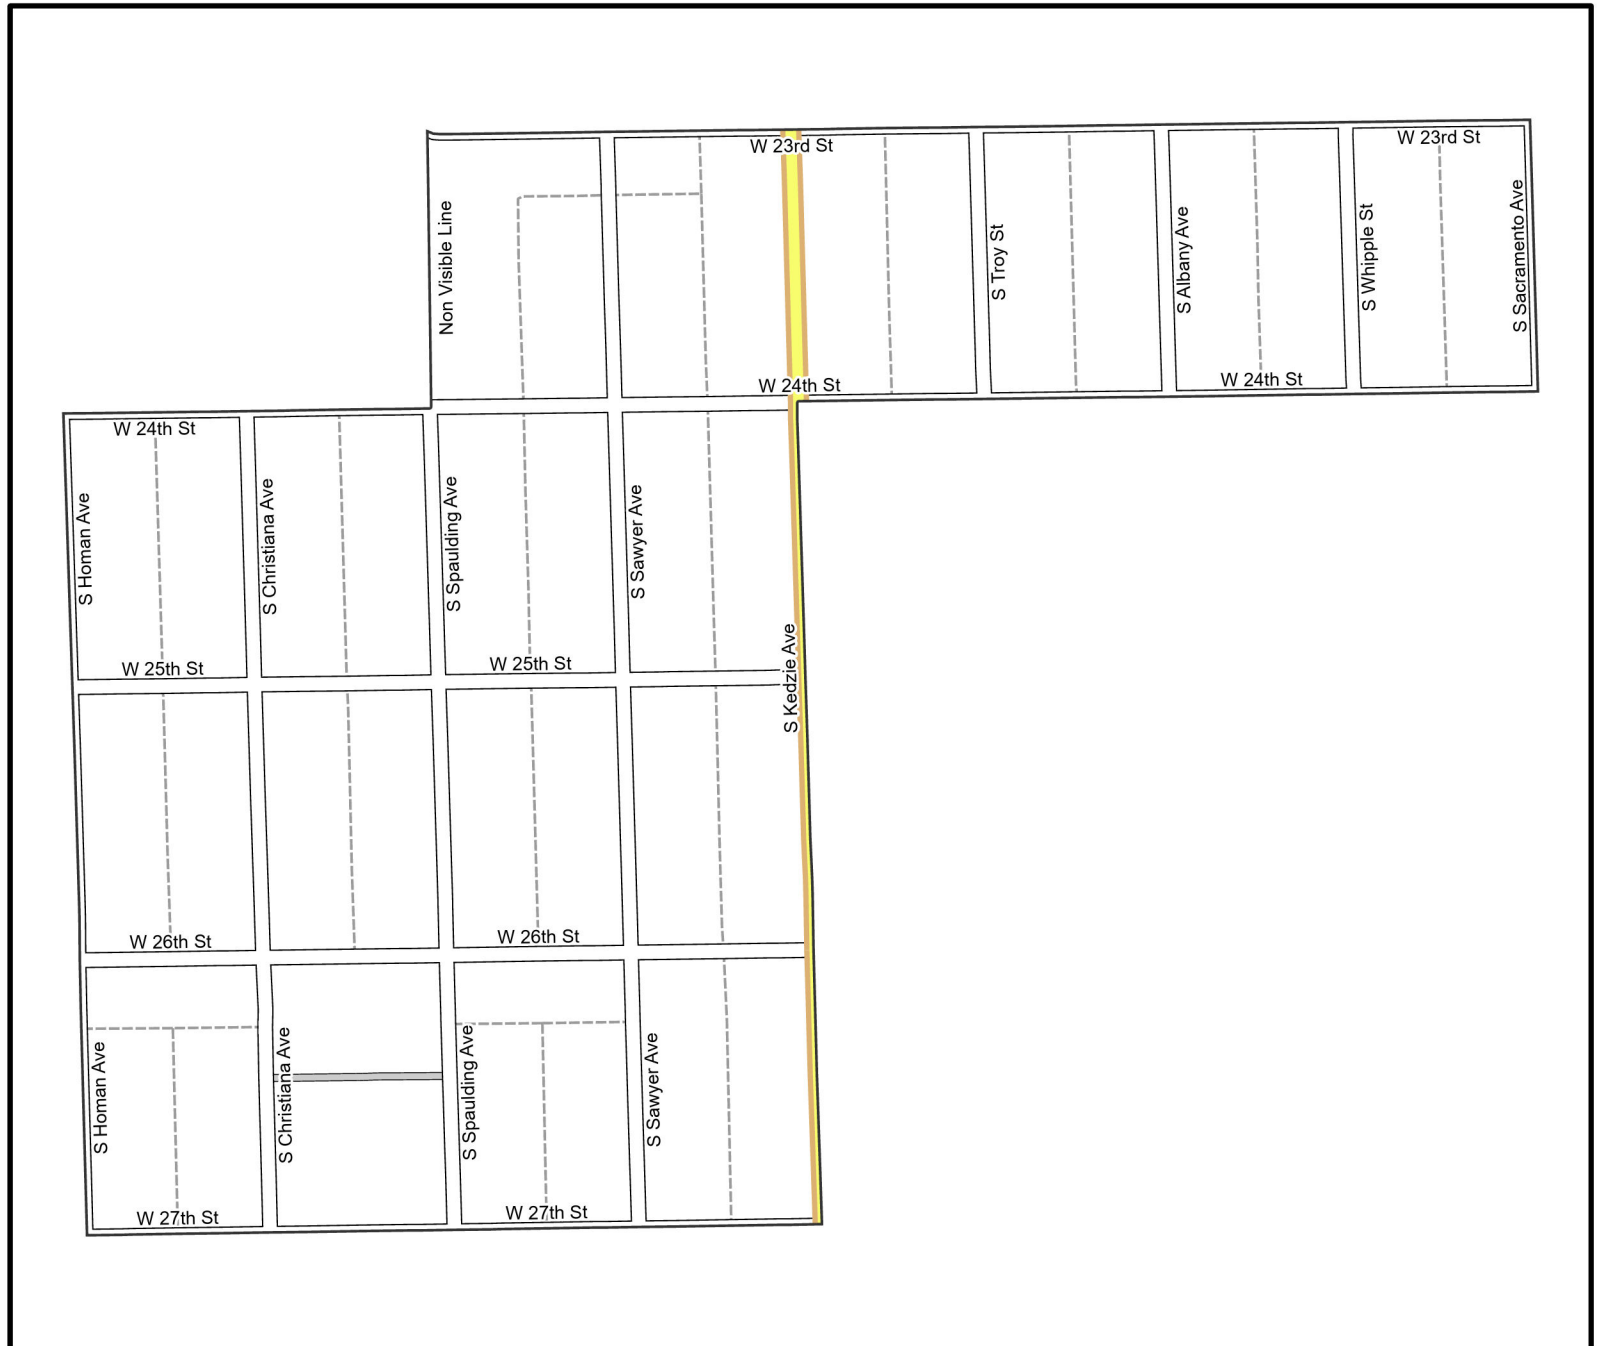 W 23rd St
W 23rd St
Non Visible Line
S Troy St
S Albany Ave
S Whipple St
S Sacramento Ave
W 24th St
W 24th St
W 24th St
S Homan Ave
S Christiana Ave
S Spaulding Ave
S Sawyer Ave
S Kedzie Ave
W 25th St
W 25th St
W 26th St
W 26th St
S Homan Ave
S Christiana Ave
S Spaulding Ave
S Sawyer Ave
W 27th St
W 27th St